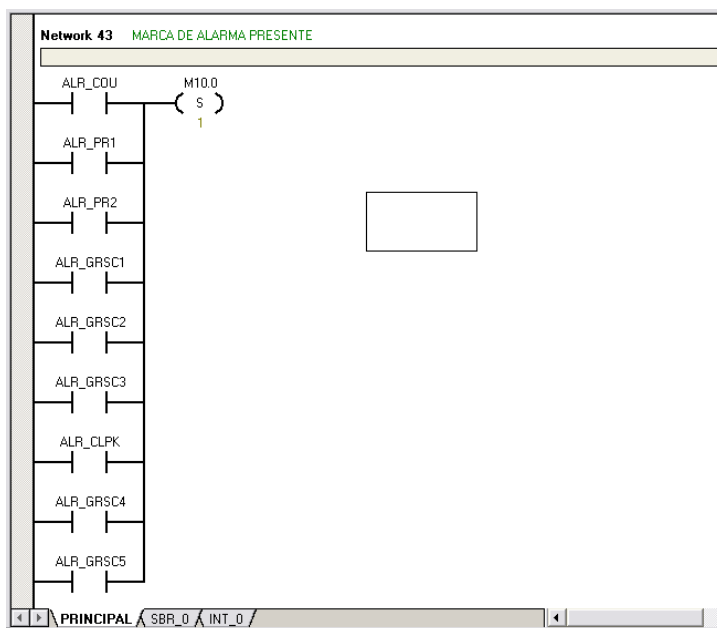 Network 43 MARCA DE ALARMA PRESENTE
ALR_COU M10.0
S
1
ALR_PR1
ALR_PR2
ALR_GRSC1
ALR_GRSC2
ALR_GRSC3
ALR_CLPK
ALR_GRSC4
ALR_GRSC5
PRINCIPAL SBR_0 INT_0